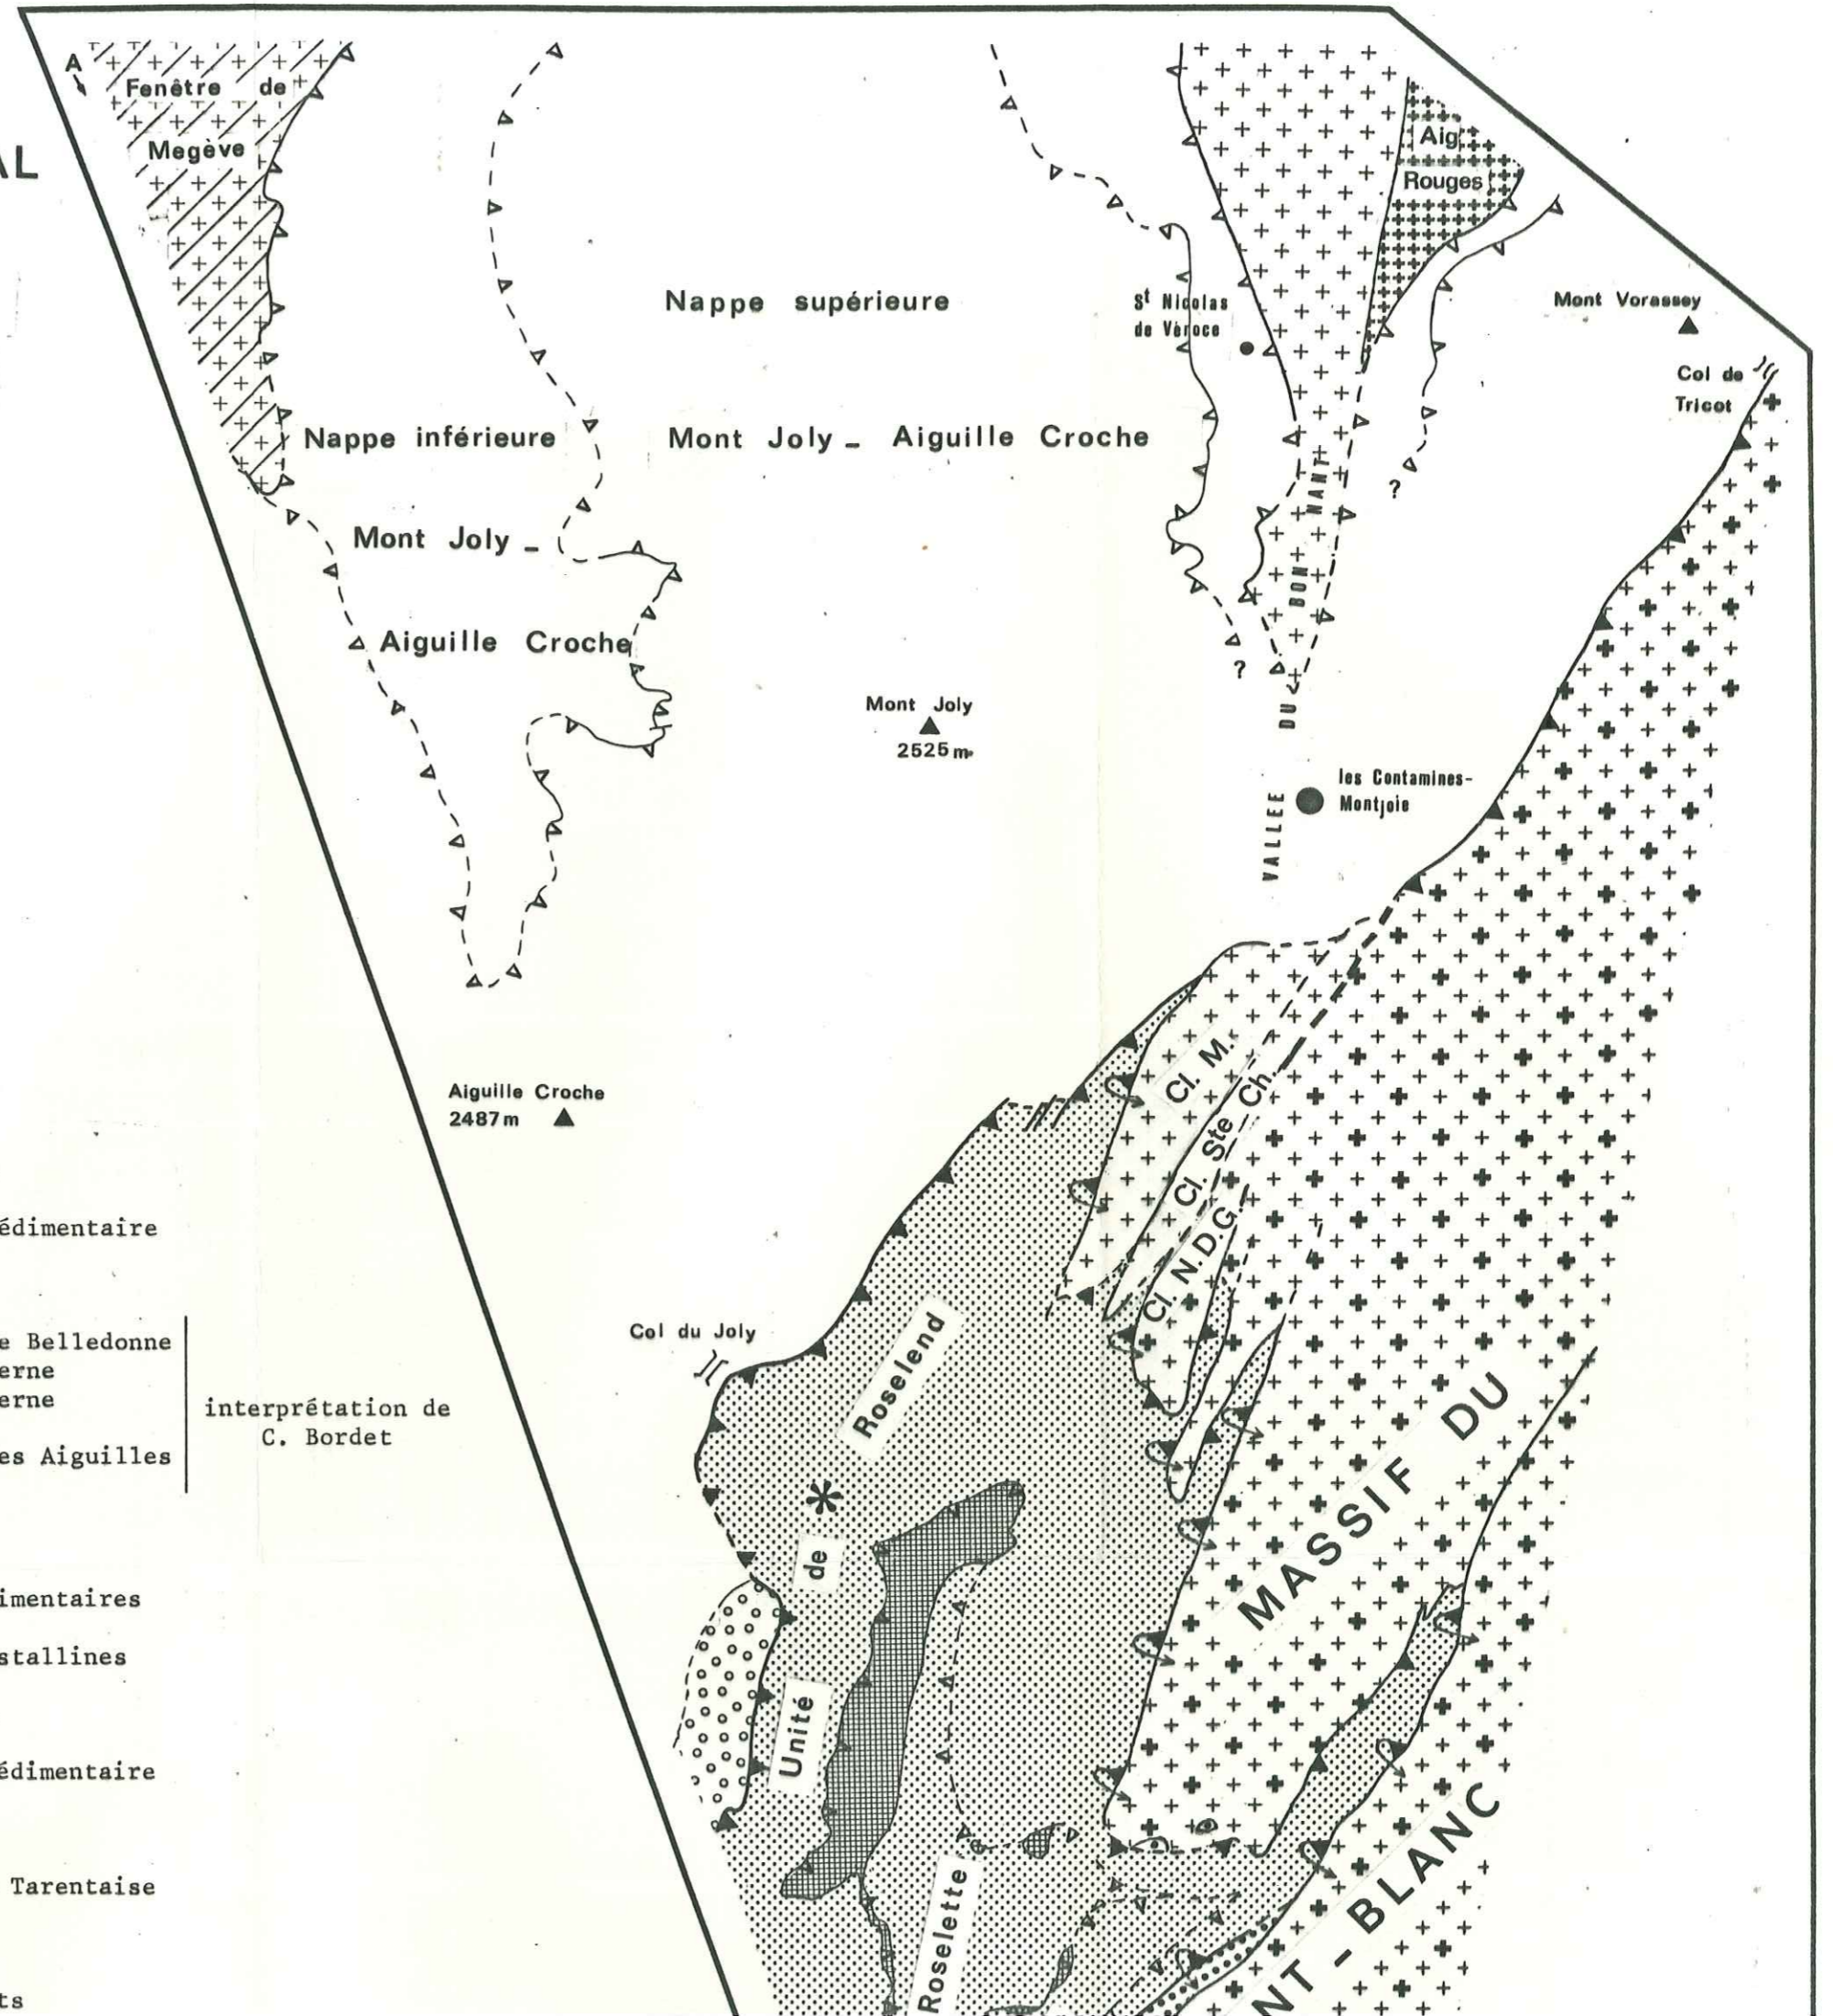 A
Fenêtre de
Megève
AL
Aig.
Rouges
Nappe supérieure
St Nicolas
de Véroce
Mont Vorassey
Col de
Tricot
Nappe inférieure
Mont Joly - Aiguille Croche
Mont Joly -
Aiguille Croche
?
?
VALLEE DU BON NANT
Mont Joly
2525 m.
les Contamines-
Montjoie
Aiguille Croche
2487 m
Cl. M.
Cl. Ste Ch.
Cl. N.D.G.
édimentaire
Col du Joly
e Belledonne
erne
erne
es Aiguilles
interprétation de
C. Bordet
Unité de * Roselend
MASSIF DU
NT - BLANC
imentaires
stallines
édimentaire
Tarentaise
Roselette
ts